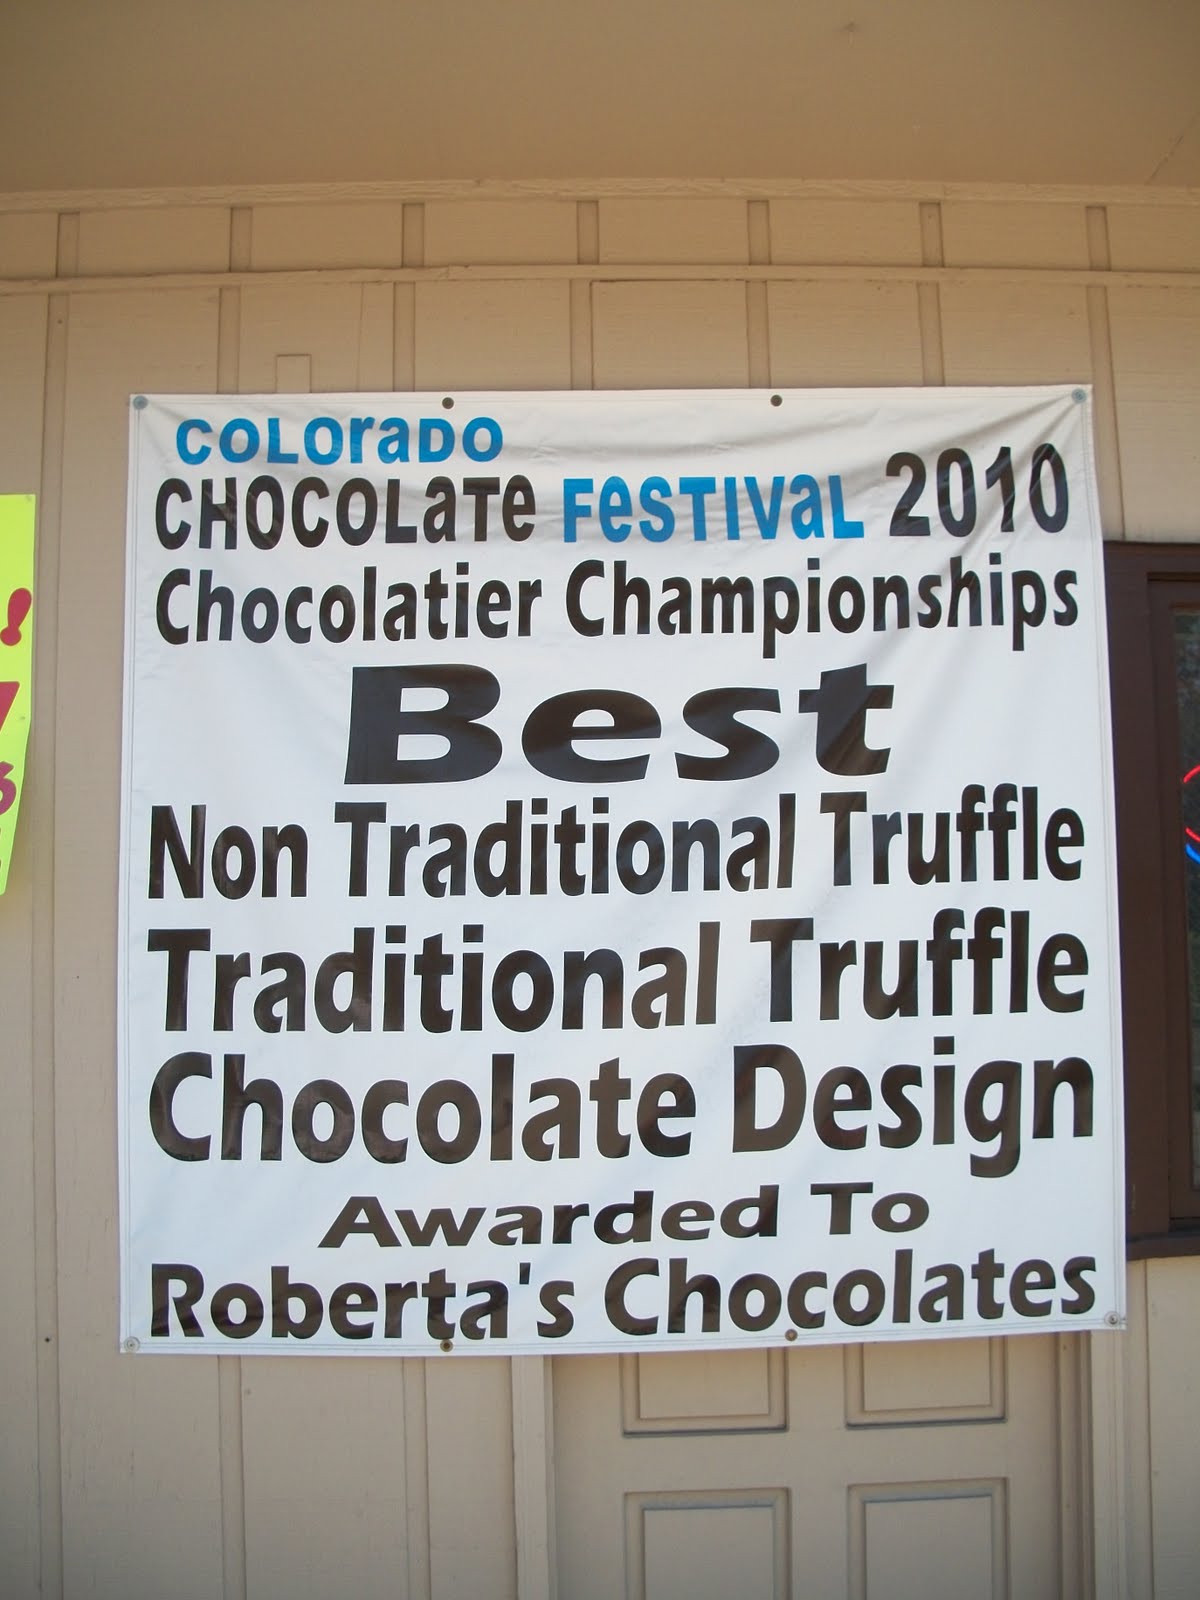 COLORADO
CHOCOLATE FESTIVAL 2010
Chocolatier Championships
Best
Non Traditional Truffle
Traditional Truffle
Chocolate Design
Awarded To
Roberta's Chocolates